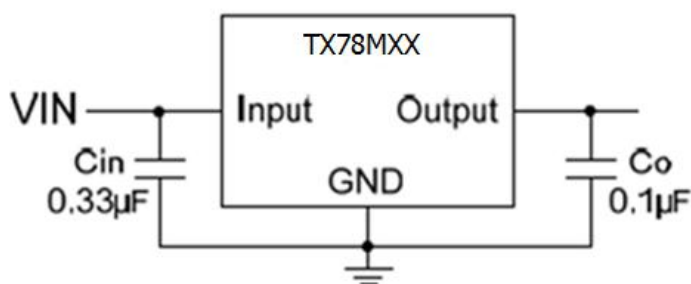 TX78MXX
VIN
Input
Output
Cin
0.33μF
GND
Co
0.1μF